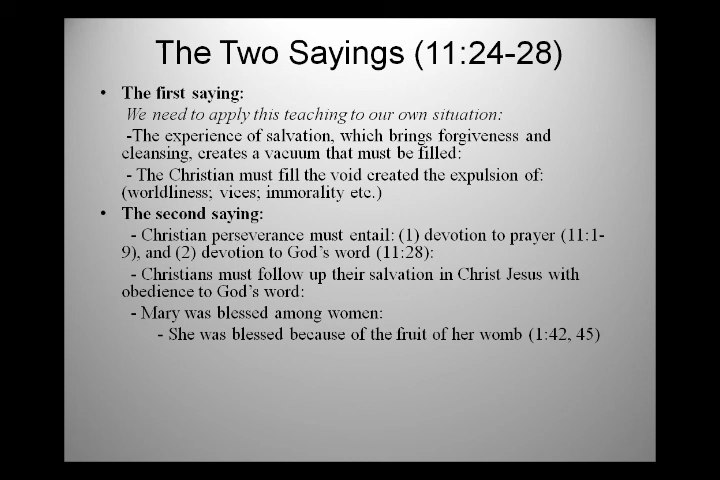 The Two Sayings (11:24-28)
• The first saying:
We need to apply this teaching to our own situation:
-The experience of salvation, which brings forgiveness and
cleansing, creates a vacuum that must be filled:
- The Christian must fill the void created the expulsion of:
(worldliness; vices; immorality etc.)
• The second saying:
- Christian perseverance must entail: (1) devotion to prayer (11:1-
9), and (2) devotion to God’s word (11:28):
- Christians must follow up their salvation in Christ Jesus with
obedience to God’s word:
- Mary was blessed among women:
- She was blessed because of the fruit of her womb (1:42, 45)